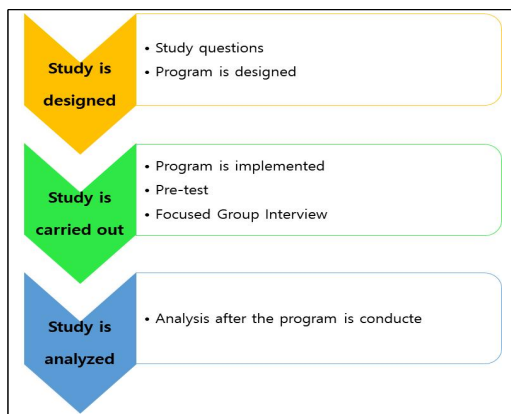 Study is
designed
• Study questions
• Program is designed
Study is
carried out
• Program is implemented
• Pre-test
• Focused Group Interview
Study is
analyzed
• Analysis after the program is conducte